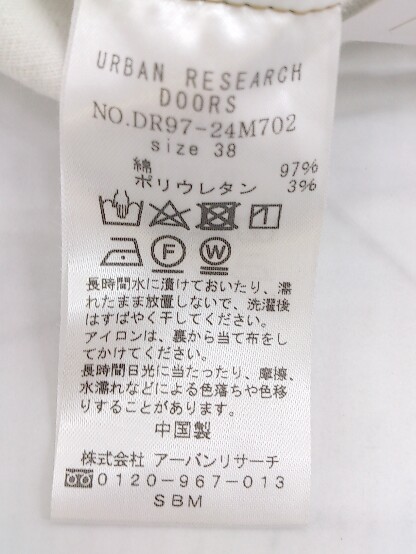 URBAN RESEARCH
DOORS
NO.DR97-24M702
size 38
綿 97%
ポリウレタン 3%
F W
長時間水に漬けておいたり、濡
れたまま放置しないで、洗濯後
はすばやく干してください。
アイロンは、裏から当て布をし
てかけてください。
長時間日光に当たったり、摩擦、
水濡れなどによる色落ちや色移
りすることがあります。
中国製
株式会社 アーバンリサーチ
0120-967-013
SBM